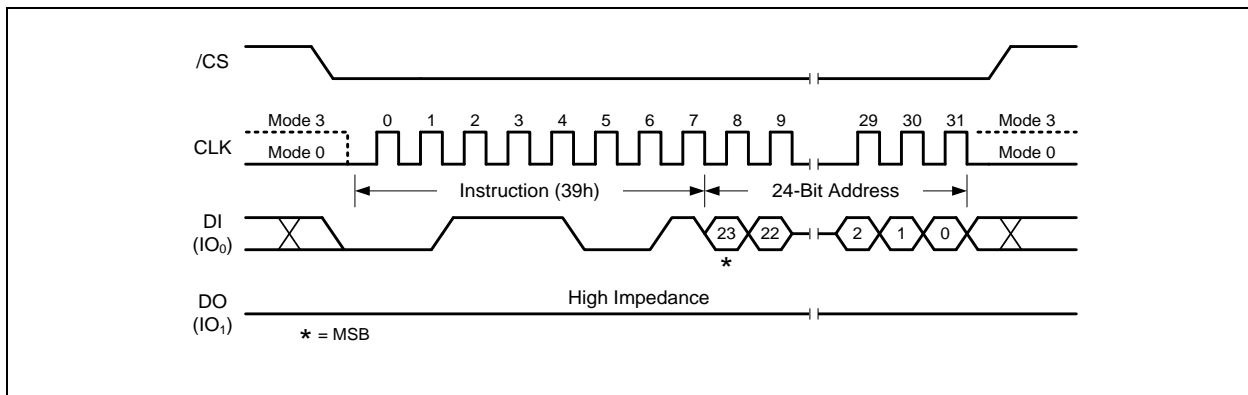 /CS
Mode 3 0 1 2 3 4 5 6 7 8 9 29 30 31 Mode 3
CLK
Mode 0 Mode 0
Instruction (39h) 24-Bit Address
DI
(IO₀)
23 22 2 1 0
*
DO
(IO₁)
High Impedance
* = MSB